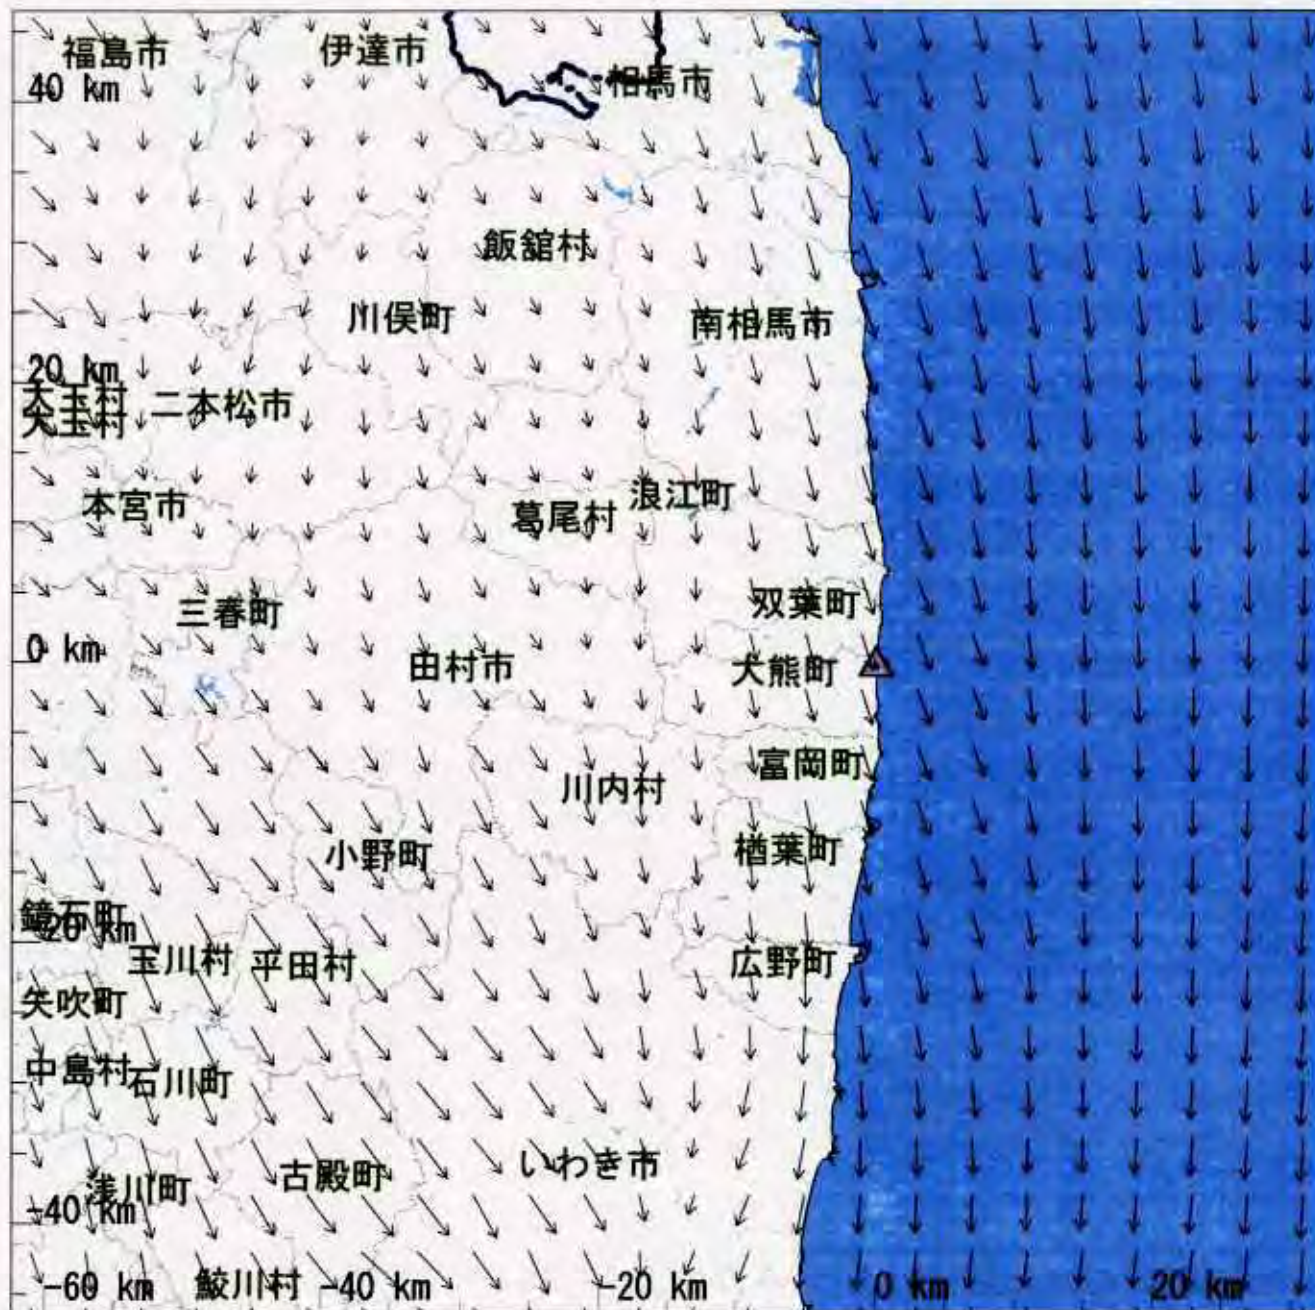 福島市
伊達市
40 km
相馬市
飯舘村
川俣町
南相馬市
20 km
大玉村
大玉村
二本松市
本宮市
浪江町
葛尾村
双葉町
三春町
0 km
田村市
大熊町
富岡町
川内村
楢葉町
小野町
鏡石町
-20 km
玉川村
平田村
広野町
矢吹町
中島村
石川町
いわき市
古殿町
浅川町
-40 km
-60 km
鮫川村
-40 km
-20 km
0 km
20 km